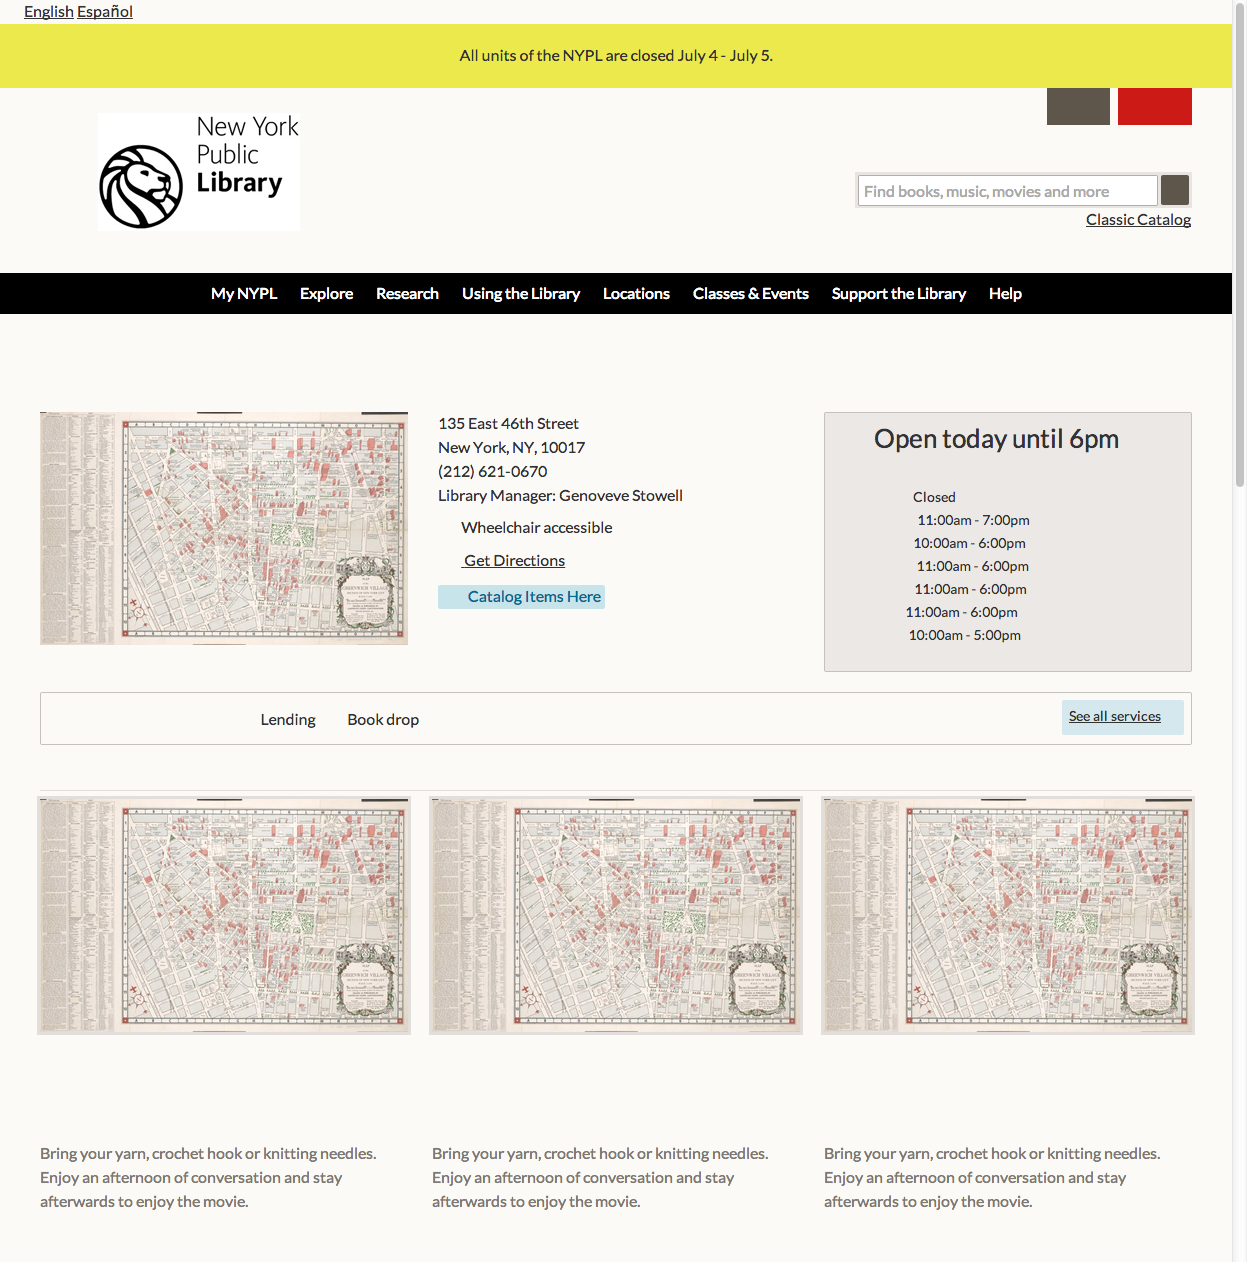 English Español
All units of the NYPL are closed July 4 - July 5.
New York
Public
Library
Find books, music, movies and more
Classic Catalog
My NYPL Explore Research Using the Library Locations Classes & Events Support the Library Help
135 East 46th Street
New York, NY, 10017
(212) 621-0670
Library Manager: Genoveve Stowell
Wheelchair accessible
Get Directions
Catalog Items Here
Open today until 6pm
Closed
11:00am - 7:00pm
10:00am - 6:00pm
11:00am - 6:00pm
11:00am - 6:00pm
11:00am - 6:00pm
10:00am - 5:00pm
GREENWICH VILLAGE
Lending Book drop
See all services
GREENWICH VILLAGE
GREENWICH VILLAGE
GREENWICH VILLAGE
Bring your yarn, crochet hook or knitting needles.
Enjoy an afternoon of conversation and stay
afterwards to enjoy the movie.
Bring your yarn, crochet hook or knitting needles.
Enjoy an afternoon of conversation and stay
afterwards to enjoy the movie.
Bring your yarn, crochet hook or knitting needles.
Enjoy an afternoon of conversation and stay
afterwards to enjoy the movie.